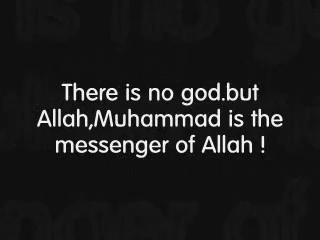 There is no god.but
Allah,Muhammad is the
messenger of Allah !